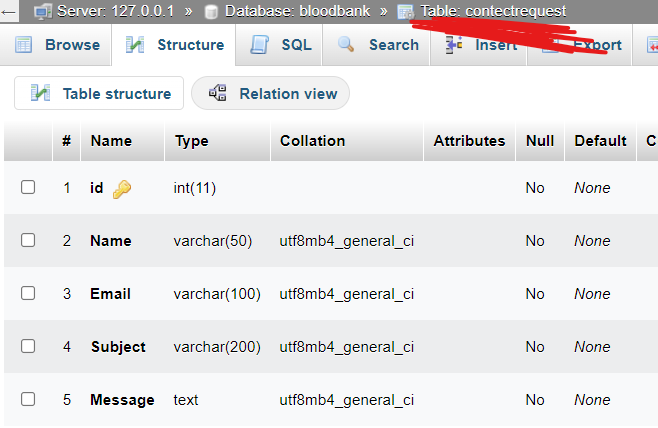 ← Server: 127.0.0.1 » Database: bloodbank » Table: contectrequest
Browse Structure SQL Search Insert Export
Table structure Relation view
# Name Type Collation Attributes Null Default C
1 id int(11) No None
2 Name varchar(50) utf8mb4_general_ci No None
3 Email varchar(100) utf8mb4_general_ci No None
4 Subject varchar(200) utf8mb4_general_ci No None
5 Message text utf8mb4_general_ci No None